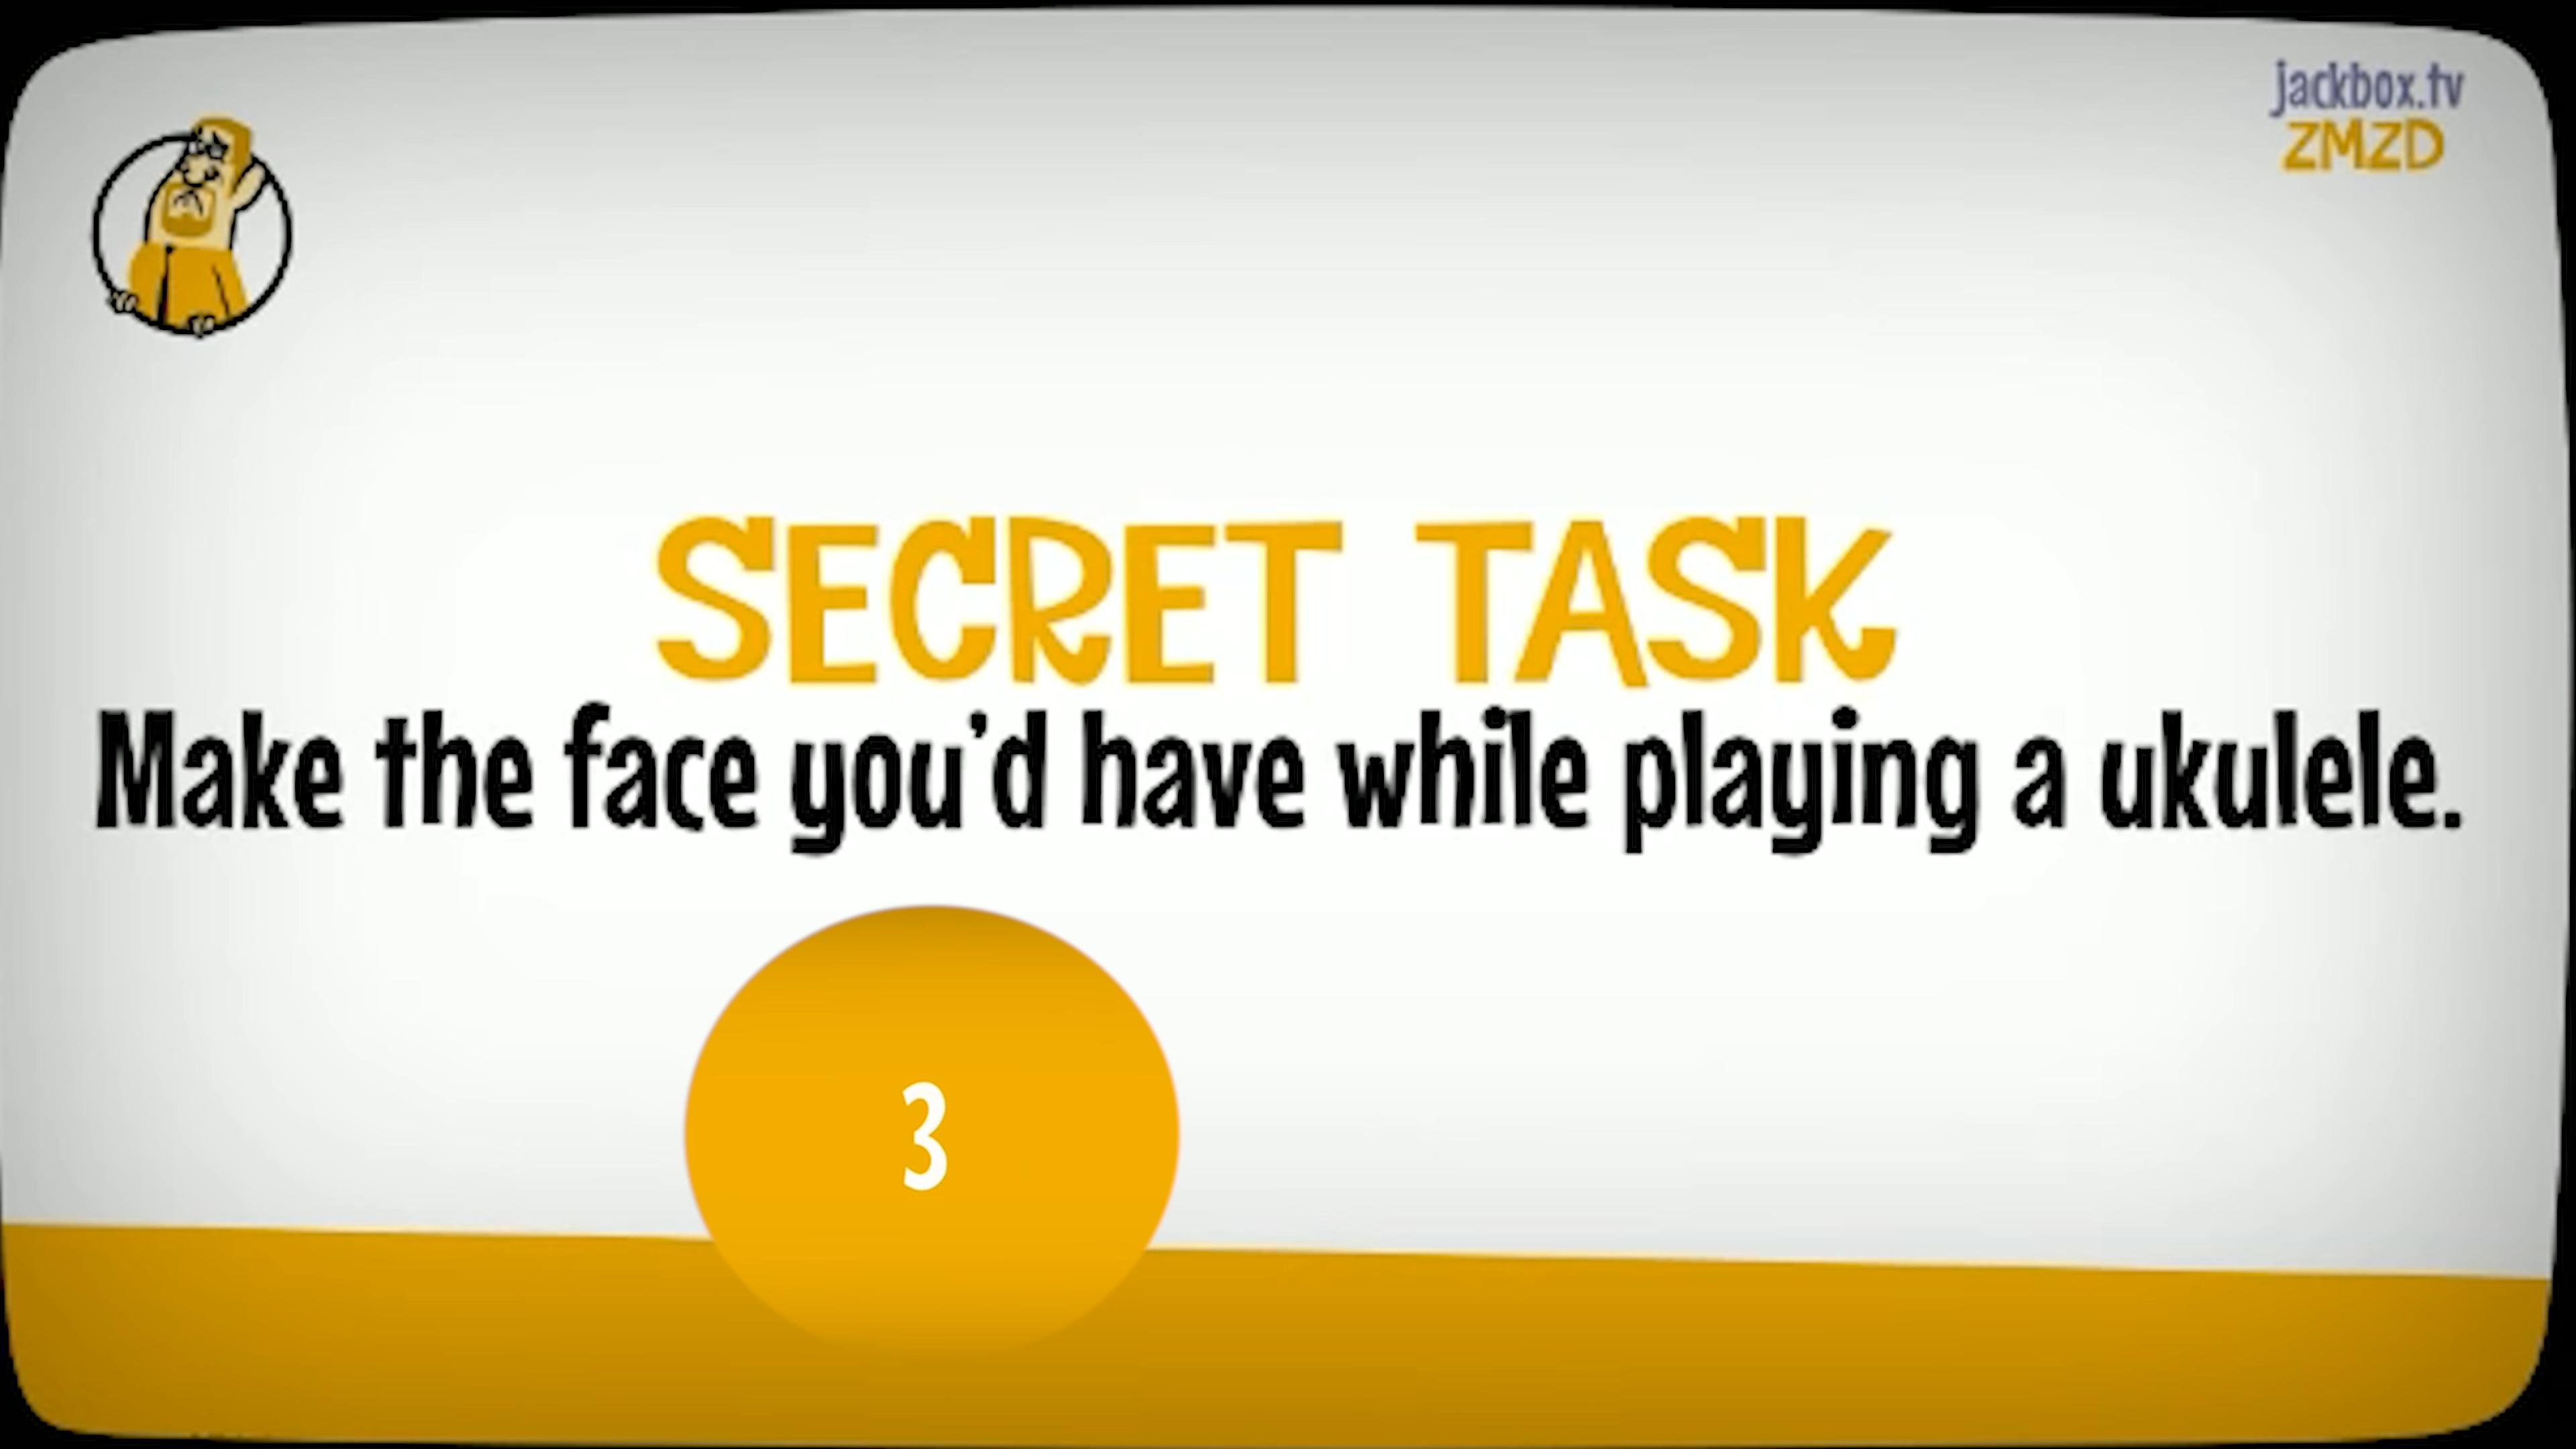 jackbox.tv
ZMZD
SECRET TASK
Make the face you'd have while playing a ukulele.
3